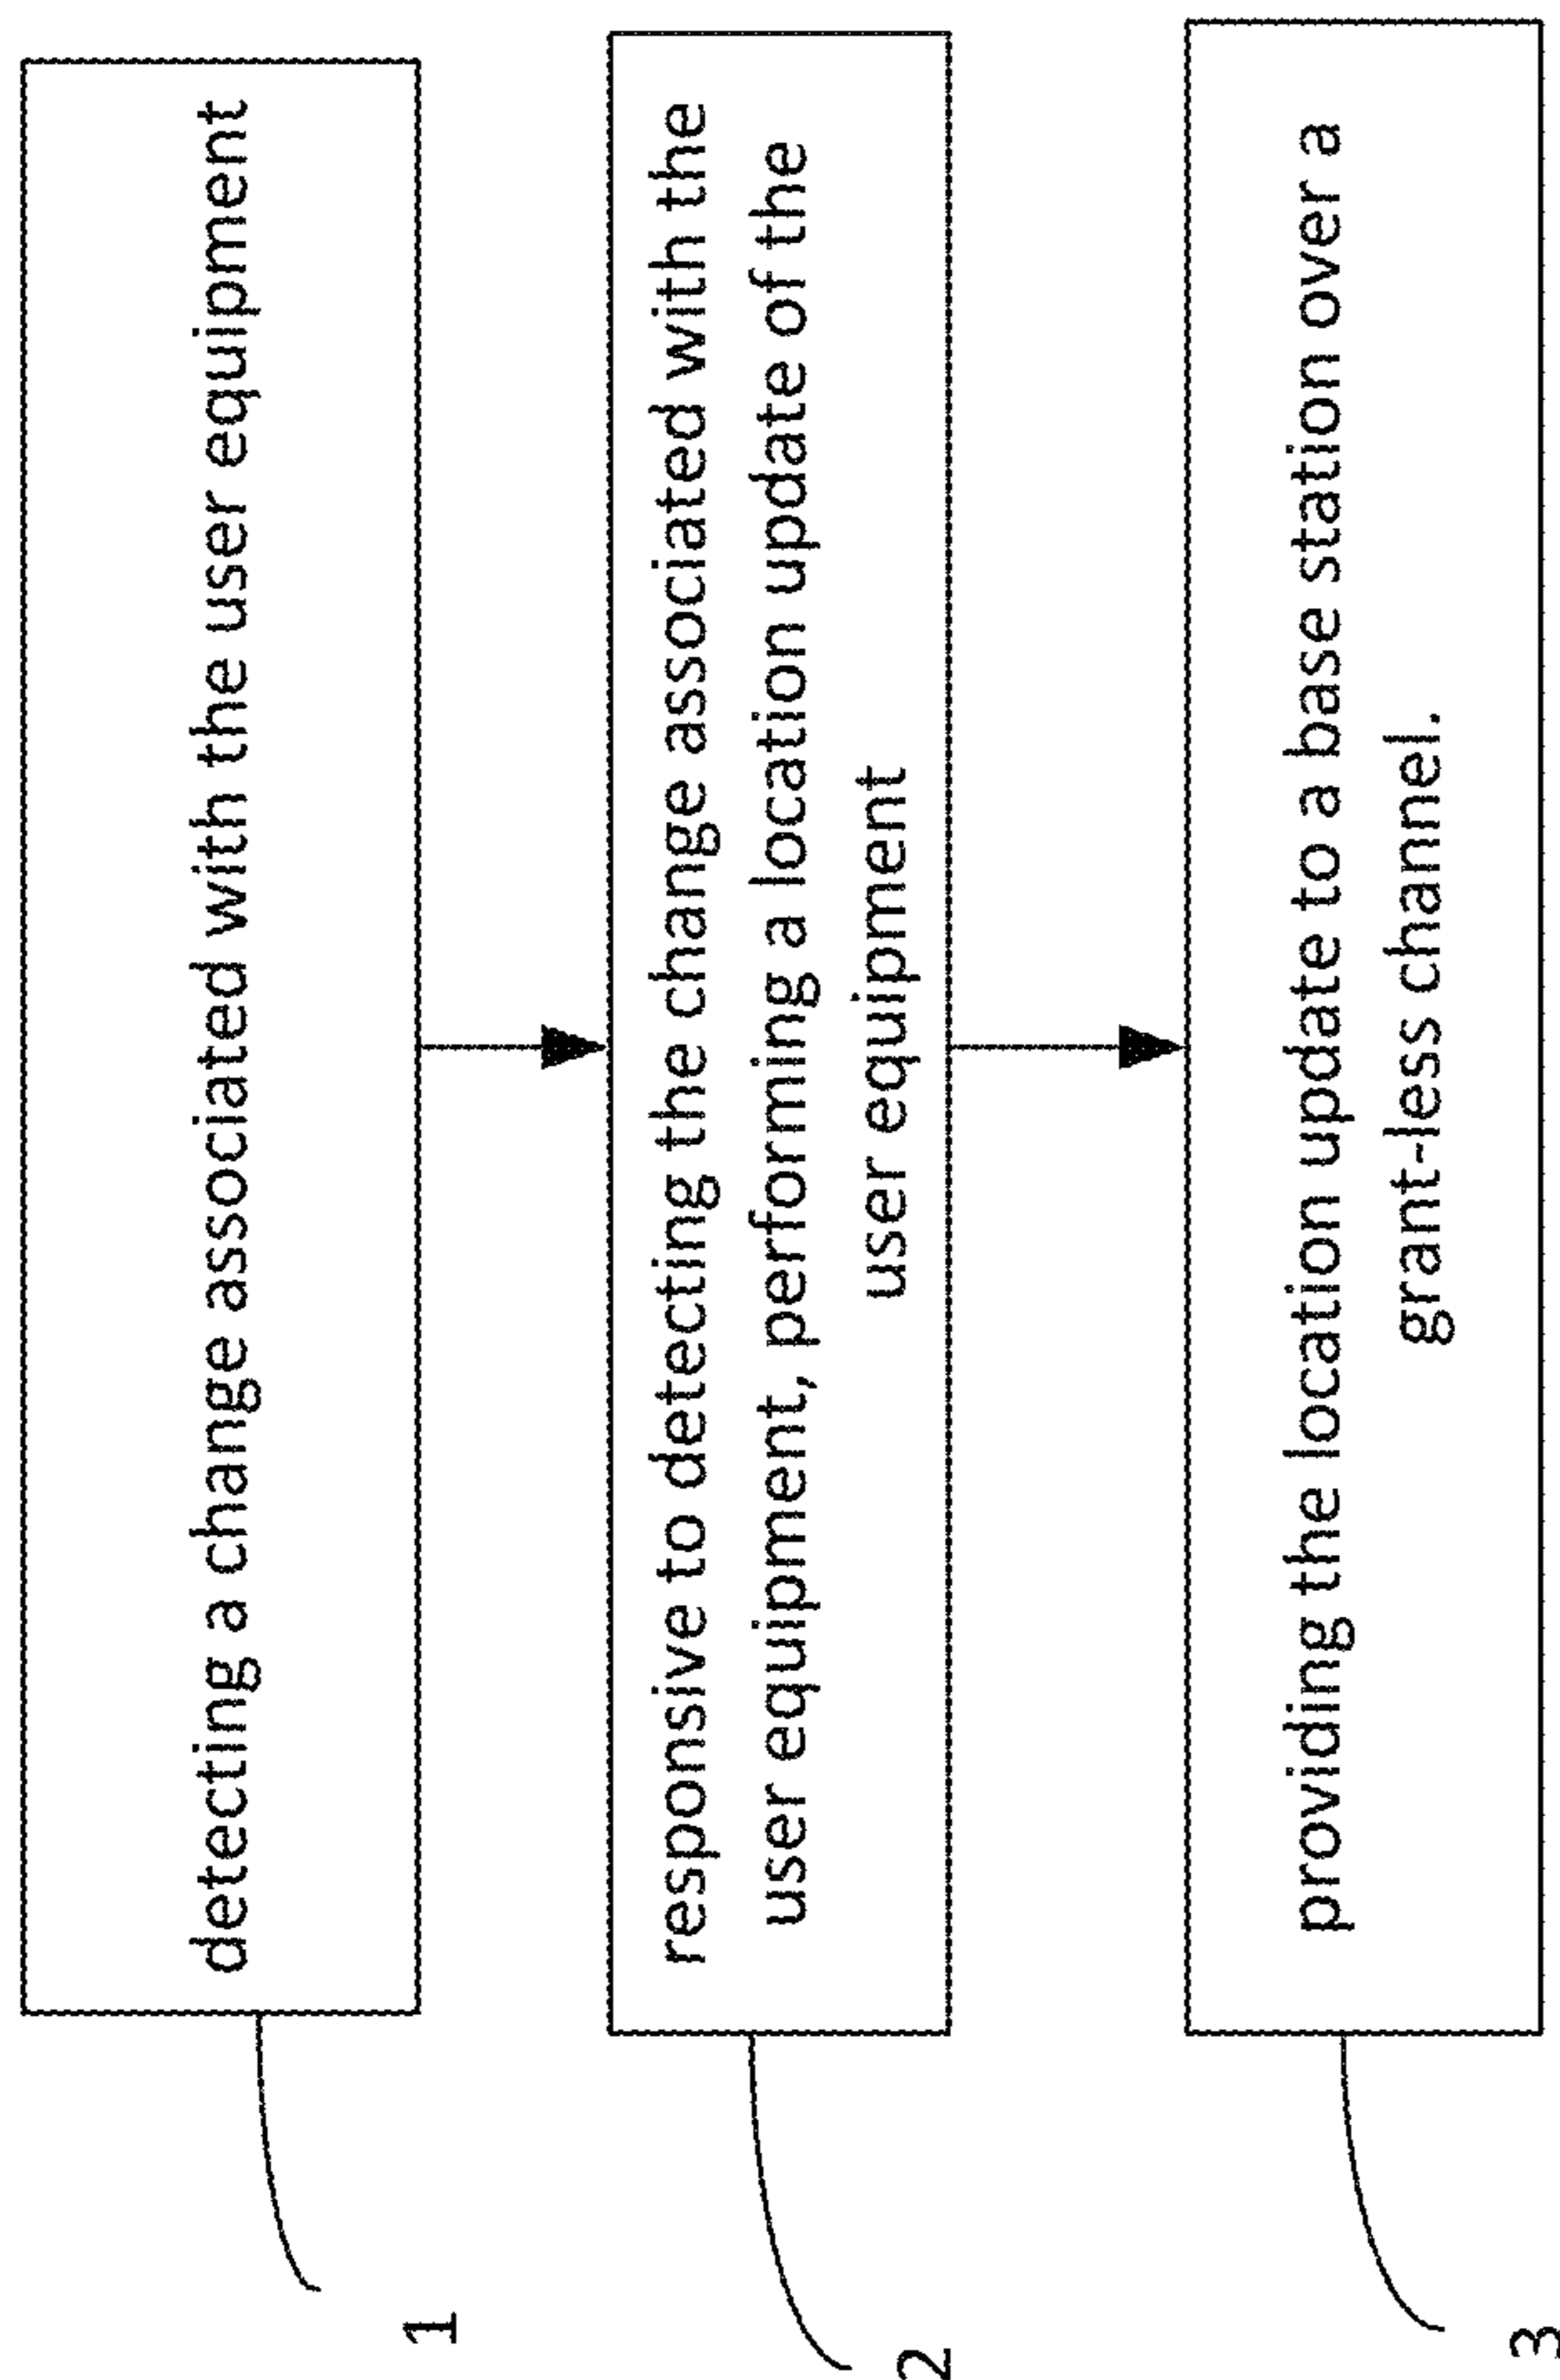 detecting a change associated with the user equipment
1
responsive to detecting the change associated with the
user equipment, performing a location update of the
user equipment
2
providing the location update to a base station over a
grant-less channel.
3